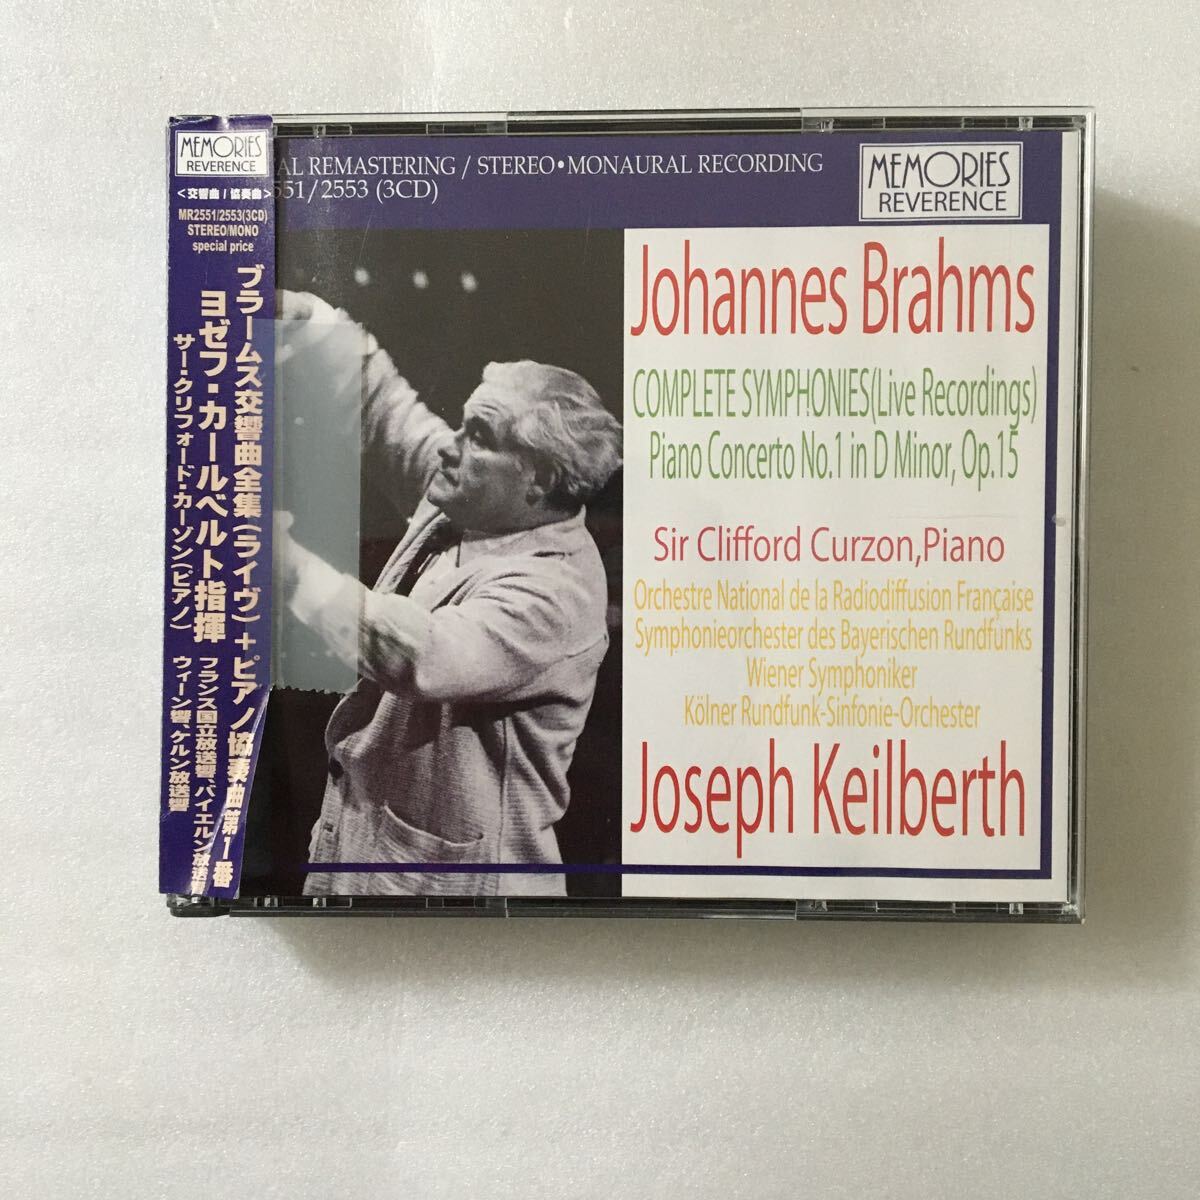 MEMORIES
REVERENCE
<交響曲 / 協奏曲>
MR2551/2553(3CD)
STEREO/MONO
special price
ブラームス交響曲全集(ライヴ)+ピアノ協奏曲第1番
ヨゼフ・カールベルト指揮
サー・クリフォード・カーゾン(ピアノ)
フランス国立放送響、バイエルン放送響
ウィーン響、ケルン放送響
AL REMASTERING / STEREO・MONAURAL RECORDING
551/2553 (3CD)
MEMORIES
REVERENCE
Johannes Brahms
COMPLETE SYMPHONIES(Live Recordings)
Piano Concerto No.1 in D Minor, Op.15
Sir Clifford Curzon,Piano
Orchestre National de la Radiodiffusion Française
Symphonieorchester des Bayerischen Rundfunks
Wiener Symphoniker
Kölner Rundfunk-Sinfonie-Orchester
Joseph Keilberth